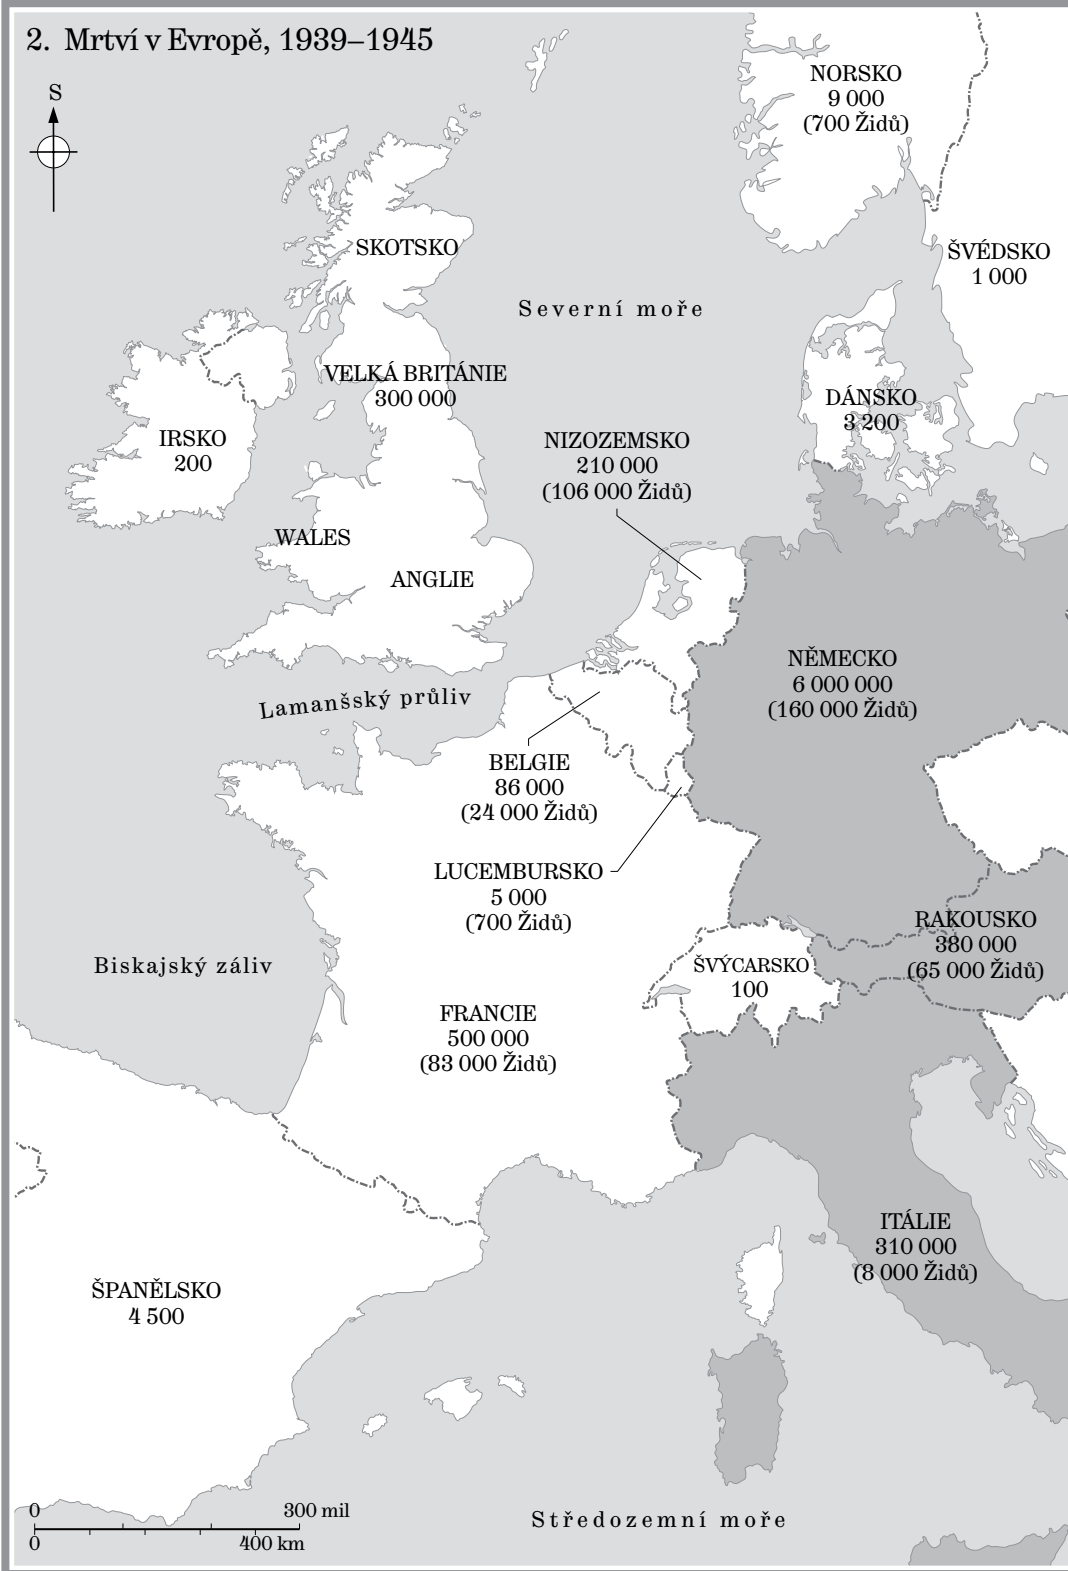 2. Mrtví v Evropě, 1939–1945
S
NORSKO
9 000
(700 Židů)
SKOTSKO
ŠVÉDSKO
1 000
Severní moře
VELKÁ BRITÁNIE
300 000
DÁNSKO
3 200
IRSKO
200
NIZOZEMSKO
210 000
(106 000 Židů)
WALES
ANGLIE
NĚMECKO
6 000 000
(160 000 Židů)
Lamanšský průliv
BELGIE
86 000
(24 000 Židů)
LUCEMBURSKO
5 000
(700 Židů)
RAKOUSKO
380 000
(65 000 Židů)
Biskajský záliv
ŠVÝCARSKO
100
FRANCIE
500 000
(83 000 Židů)
ITÁLIE
310 000
(8 000 Židů)
ŠPANĚLSKO
4 500
0
300 mil
0
400 km
Středozemní moře